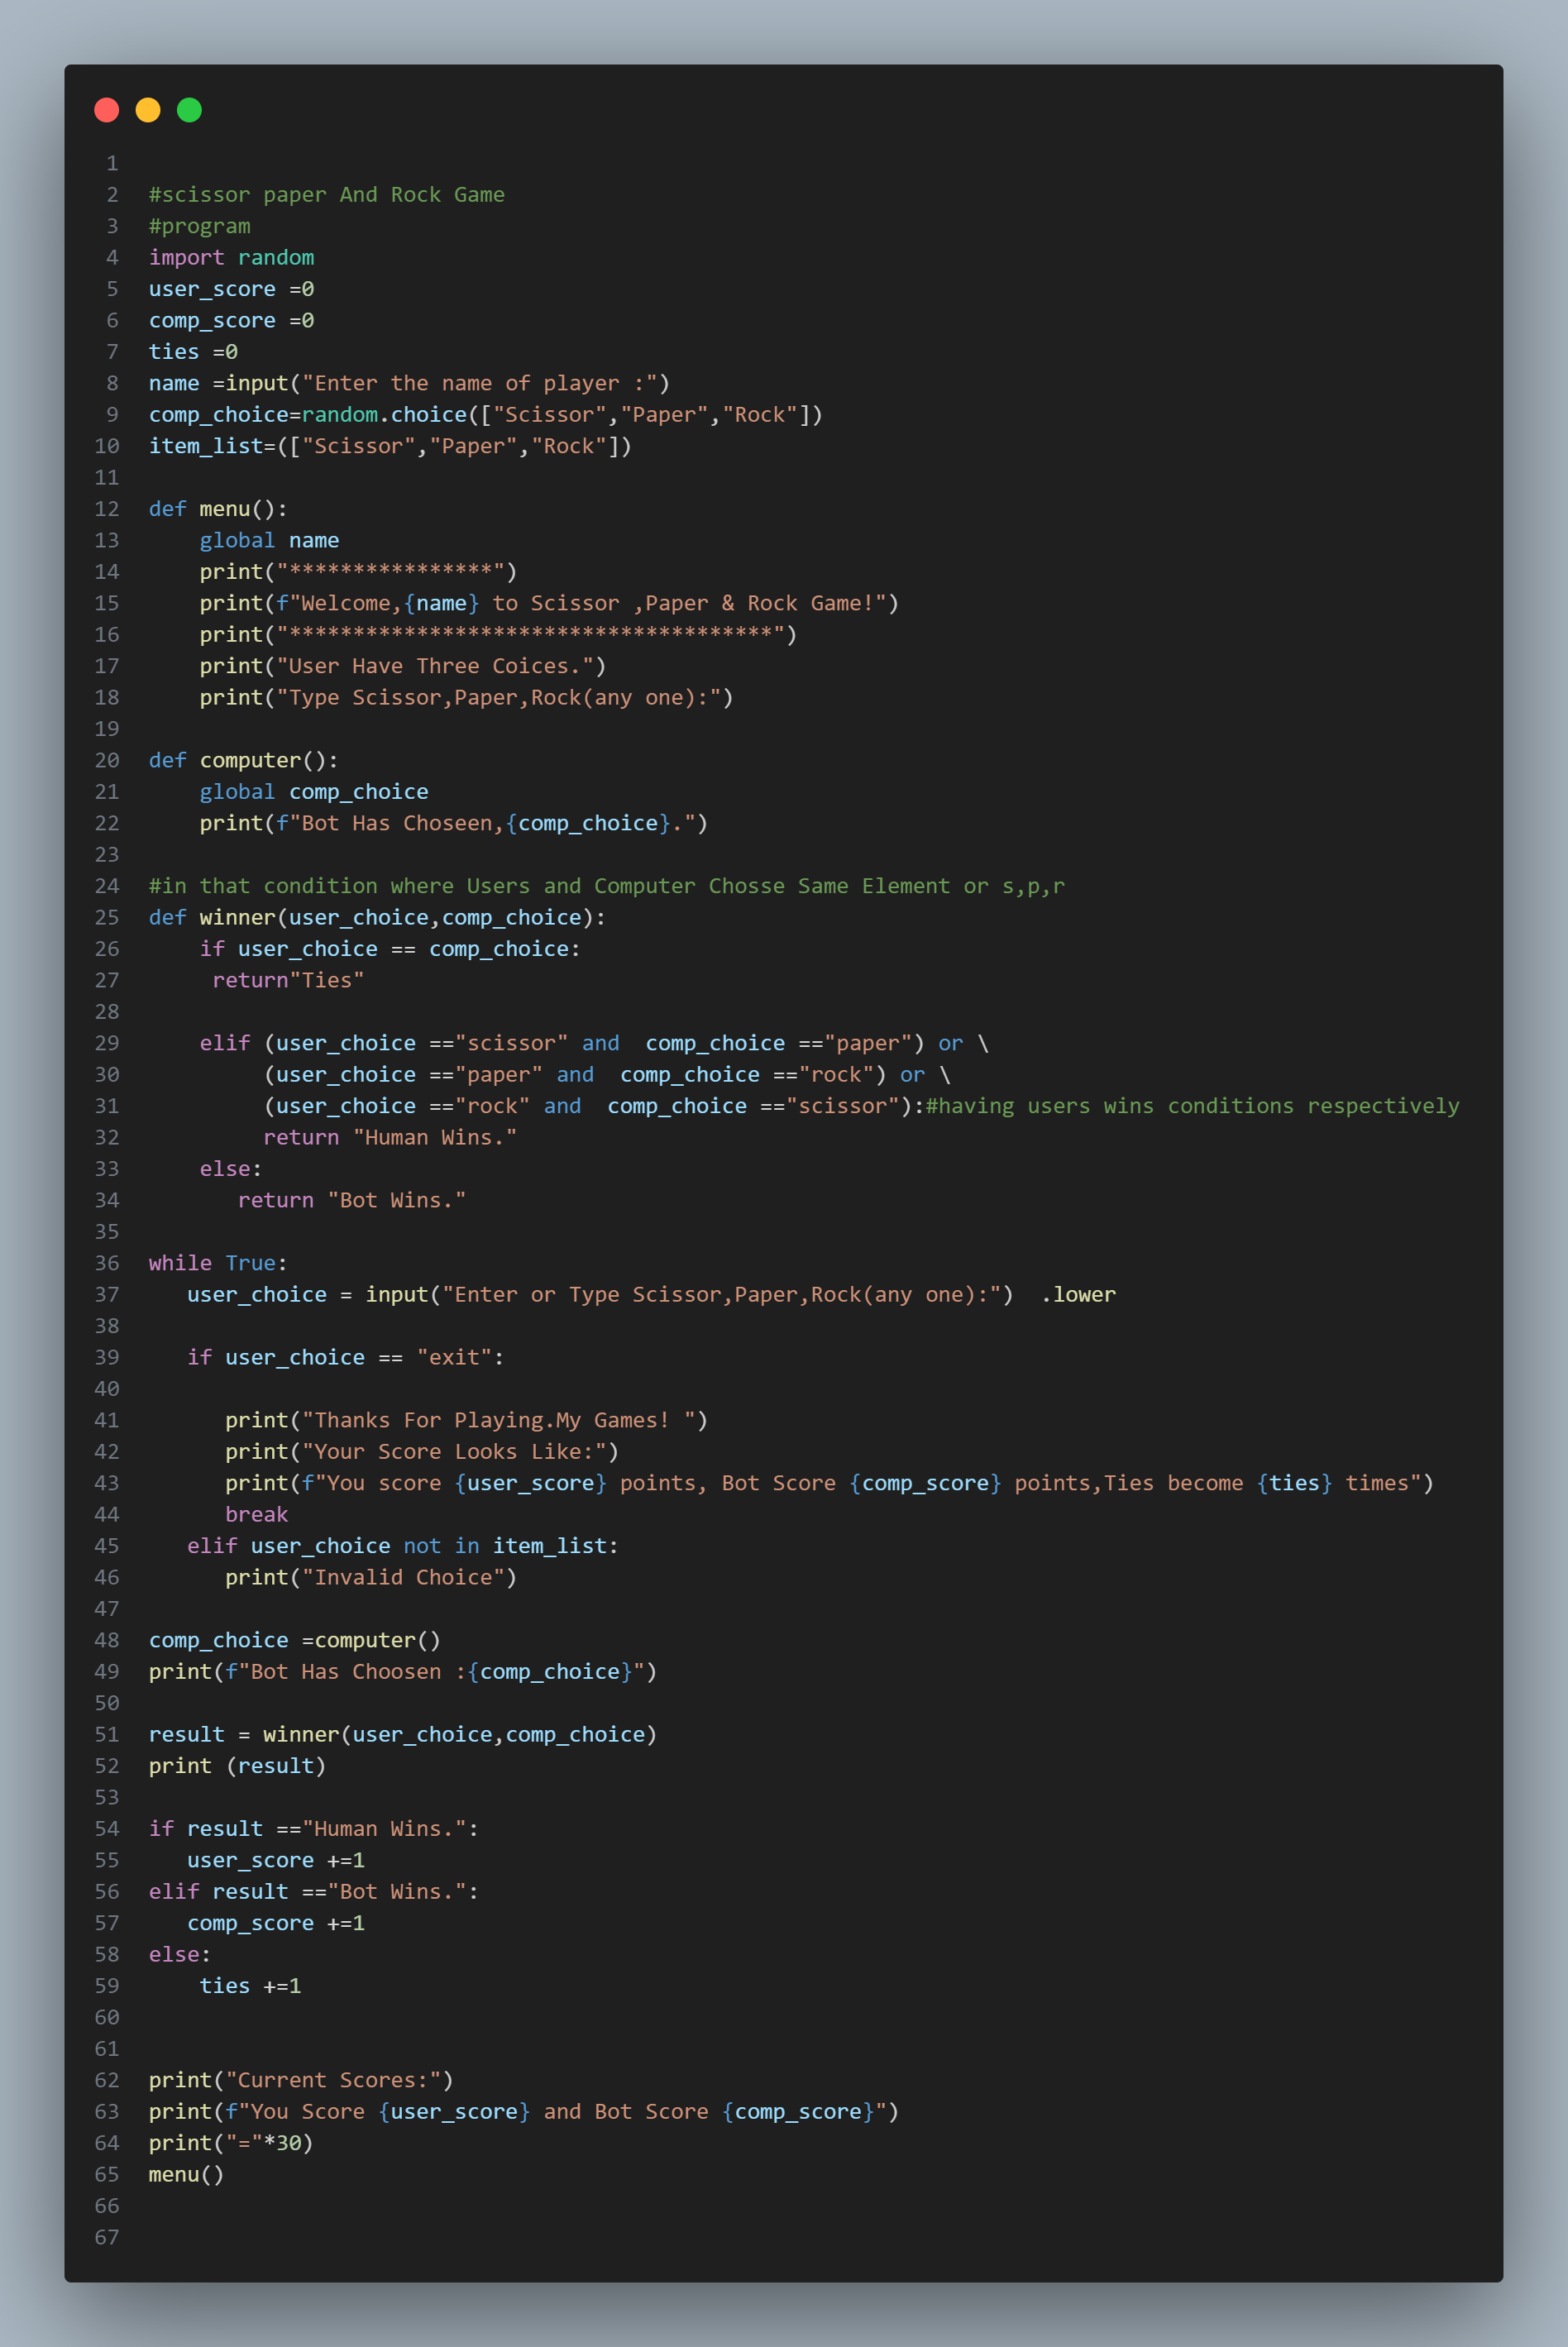 1
2 #scissor paper And Rock Game
3 #program
4 import random
5 user_score =0
6 comp_score =0
7 ties =0
8 name =input("Enter the name of player :")
9 comp_choice=random.choice(["Scissor","Paper","Rock"])
10 item_list=(["Scissor","Paper","Rock"])
11
12 def menu():
13     global name
14     print("****************")
15     print(f"Welcome,{name} to Scissor ,Paper & Rock Game!")
16     print("**************************************")
17     print("User Have Three Coices.")
18     print("Type Scissor,Paper,Rock(any one):")
19
20 def computer():
21     global comp_choice
22     print(f"Bot Has Choseen,{comp_choice}.")
23
24 #in that condition where Users and Computer Chosse Same Element or s,p,r
25 def winner(user_choice,comp_choice):
26     if user_choice == comp_choice:
27      return"Ties"
28
29     elif (user_choice =="scissor" and  comp_choice =="paper") or \
30          (user_choice =="paper" and  comp_choice =="rock") or \
31          (user_choice =="rock" and  comp_choice =="scissor"):#having users wins conditions respectively
32          return "Human Wins."
33     else:
34        return "Bot Wins."
35
36 while True:
37    user_choice = input("Enter or Type Scissor,Paper,Rock(any one):")  .lower
38
39    if user_choice == "exit":
40
41       print("Thanks For Playing.My Games! ")
42       print("Your Score Looks Like:")
43       print(f"You score {user_score} points, Bot Score {comp_score} points,Ties become {ties} times")
44       break
45    elif user_choice not in item_list:
46       print("Invalid Choice")
47
48 comp_choice =computer()
49 print(f"Bot Has Choosen :{comp_choice}")
50
51 result = winner(user_choice,comp_choice)
52 print (result)
53
54 if result =="Human Wins.":
55    user_score +=1
56 elif result =="Bot Wins.":
57    comp_score +=1
58 else:
59     ties +=1
60
61
62 print("Current Scores:")
63 print(f"You Score {user_score} and Bot Score {comp_score}")
64 print("="*30)
65 menu()
66
67